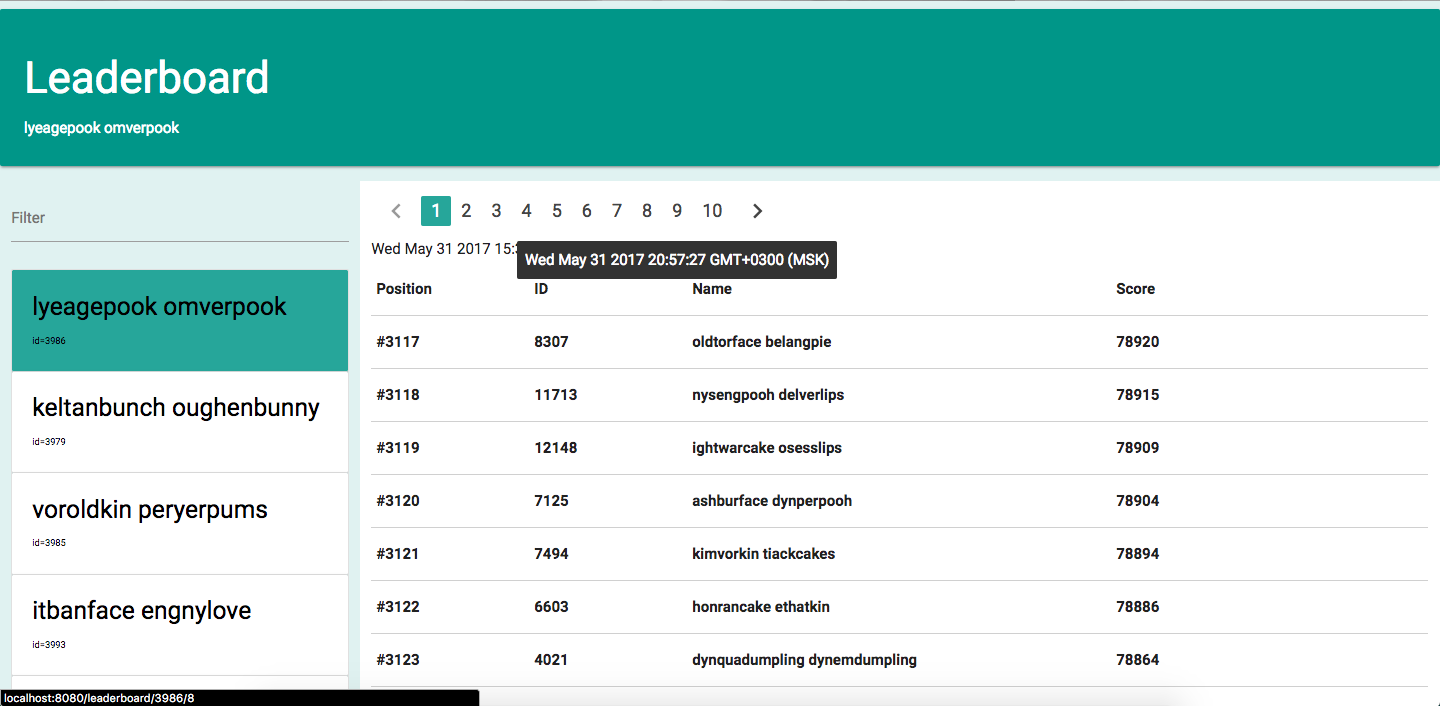 Leaderboard
lyeagepook omverpook
Filter
1 2 3 4 5 6 7 8 9 10
Wed May 31 2017 15:
Wed May 31 2017 20:57:27 GMT+0300 (MSK)
Position ID Name Score
#3117 8307 oldtorface belangpie 78920
#3118 11713 nysengpooh delverlips 78915
#3119 12148 ightwarcake osesslips 78909
#3120 7125 ashburface dynperpooh 78904
#3121 7494 kimvorkin tiackcakes 78894
#3122 6603 honrancake ethatkin 78886
#3123 4021 dynquadumpling dynemdumpling 78864
lyeagepook omverpook
id=3986
keltanbunch oughenbunny
id=3979
voroldkin peryerpums
id=3985
itbanface engnylove
id=3993
localhost:8080/leaderboard/3986/8